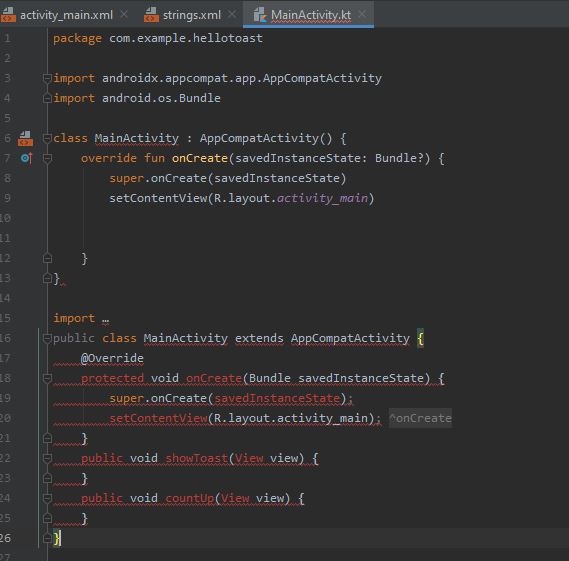 activity_main.xml × strings.xml × MainActivity.kt ×
1 package com.example.hellotoast
2
3 import androidx.appcompat.app.AppCompatActivity
4 import android.os.Bundle
5
6 class MainActivity : AppCompatActivity() {
7 override fun onCreate(savedInstanceState: Bundle?) {
8 super.onCreate(savedInstanceState)
9 setContentView(R.layout.activity_main)
10
11
12 }
13 }
14
15 import …
16 public class MainActivity extends AppCompatActivity {
17 @Override
18 protected void onCreate(Bundle savedInstanceState) {
19 super.onCreate(savedInstanceState);
20 setContentView(R.layout.activity_main); ^onCreate
21 }
22 public void showToast(View view) {
23 }
24 public void countUp(View view) {
25 }
26 }
27